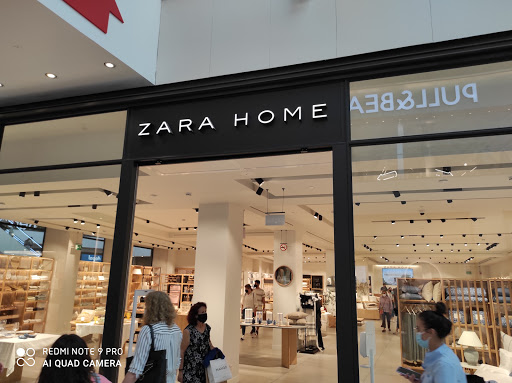 ZARA HOME
PULL&BEA
REDMI NOTE 9 PRO
AI QUAD CAMERA